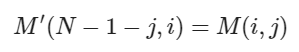 M′(N − 1 − j, i) = M(i, j)